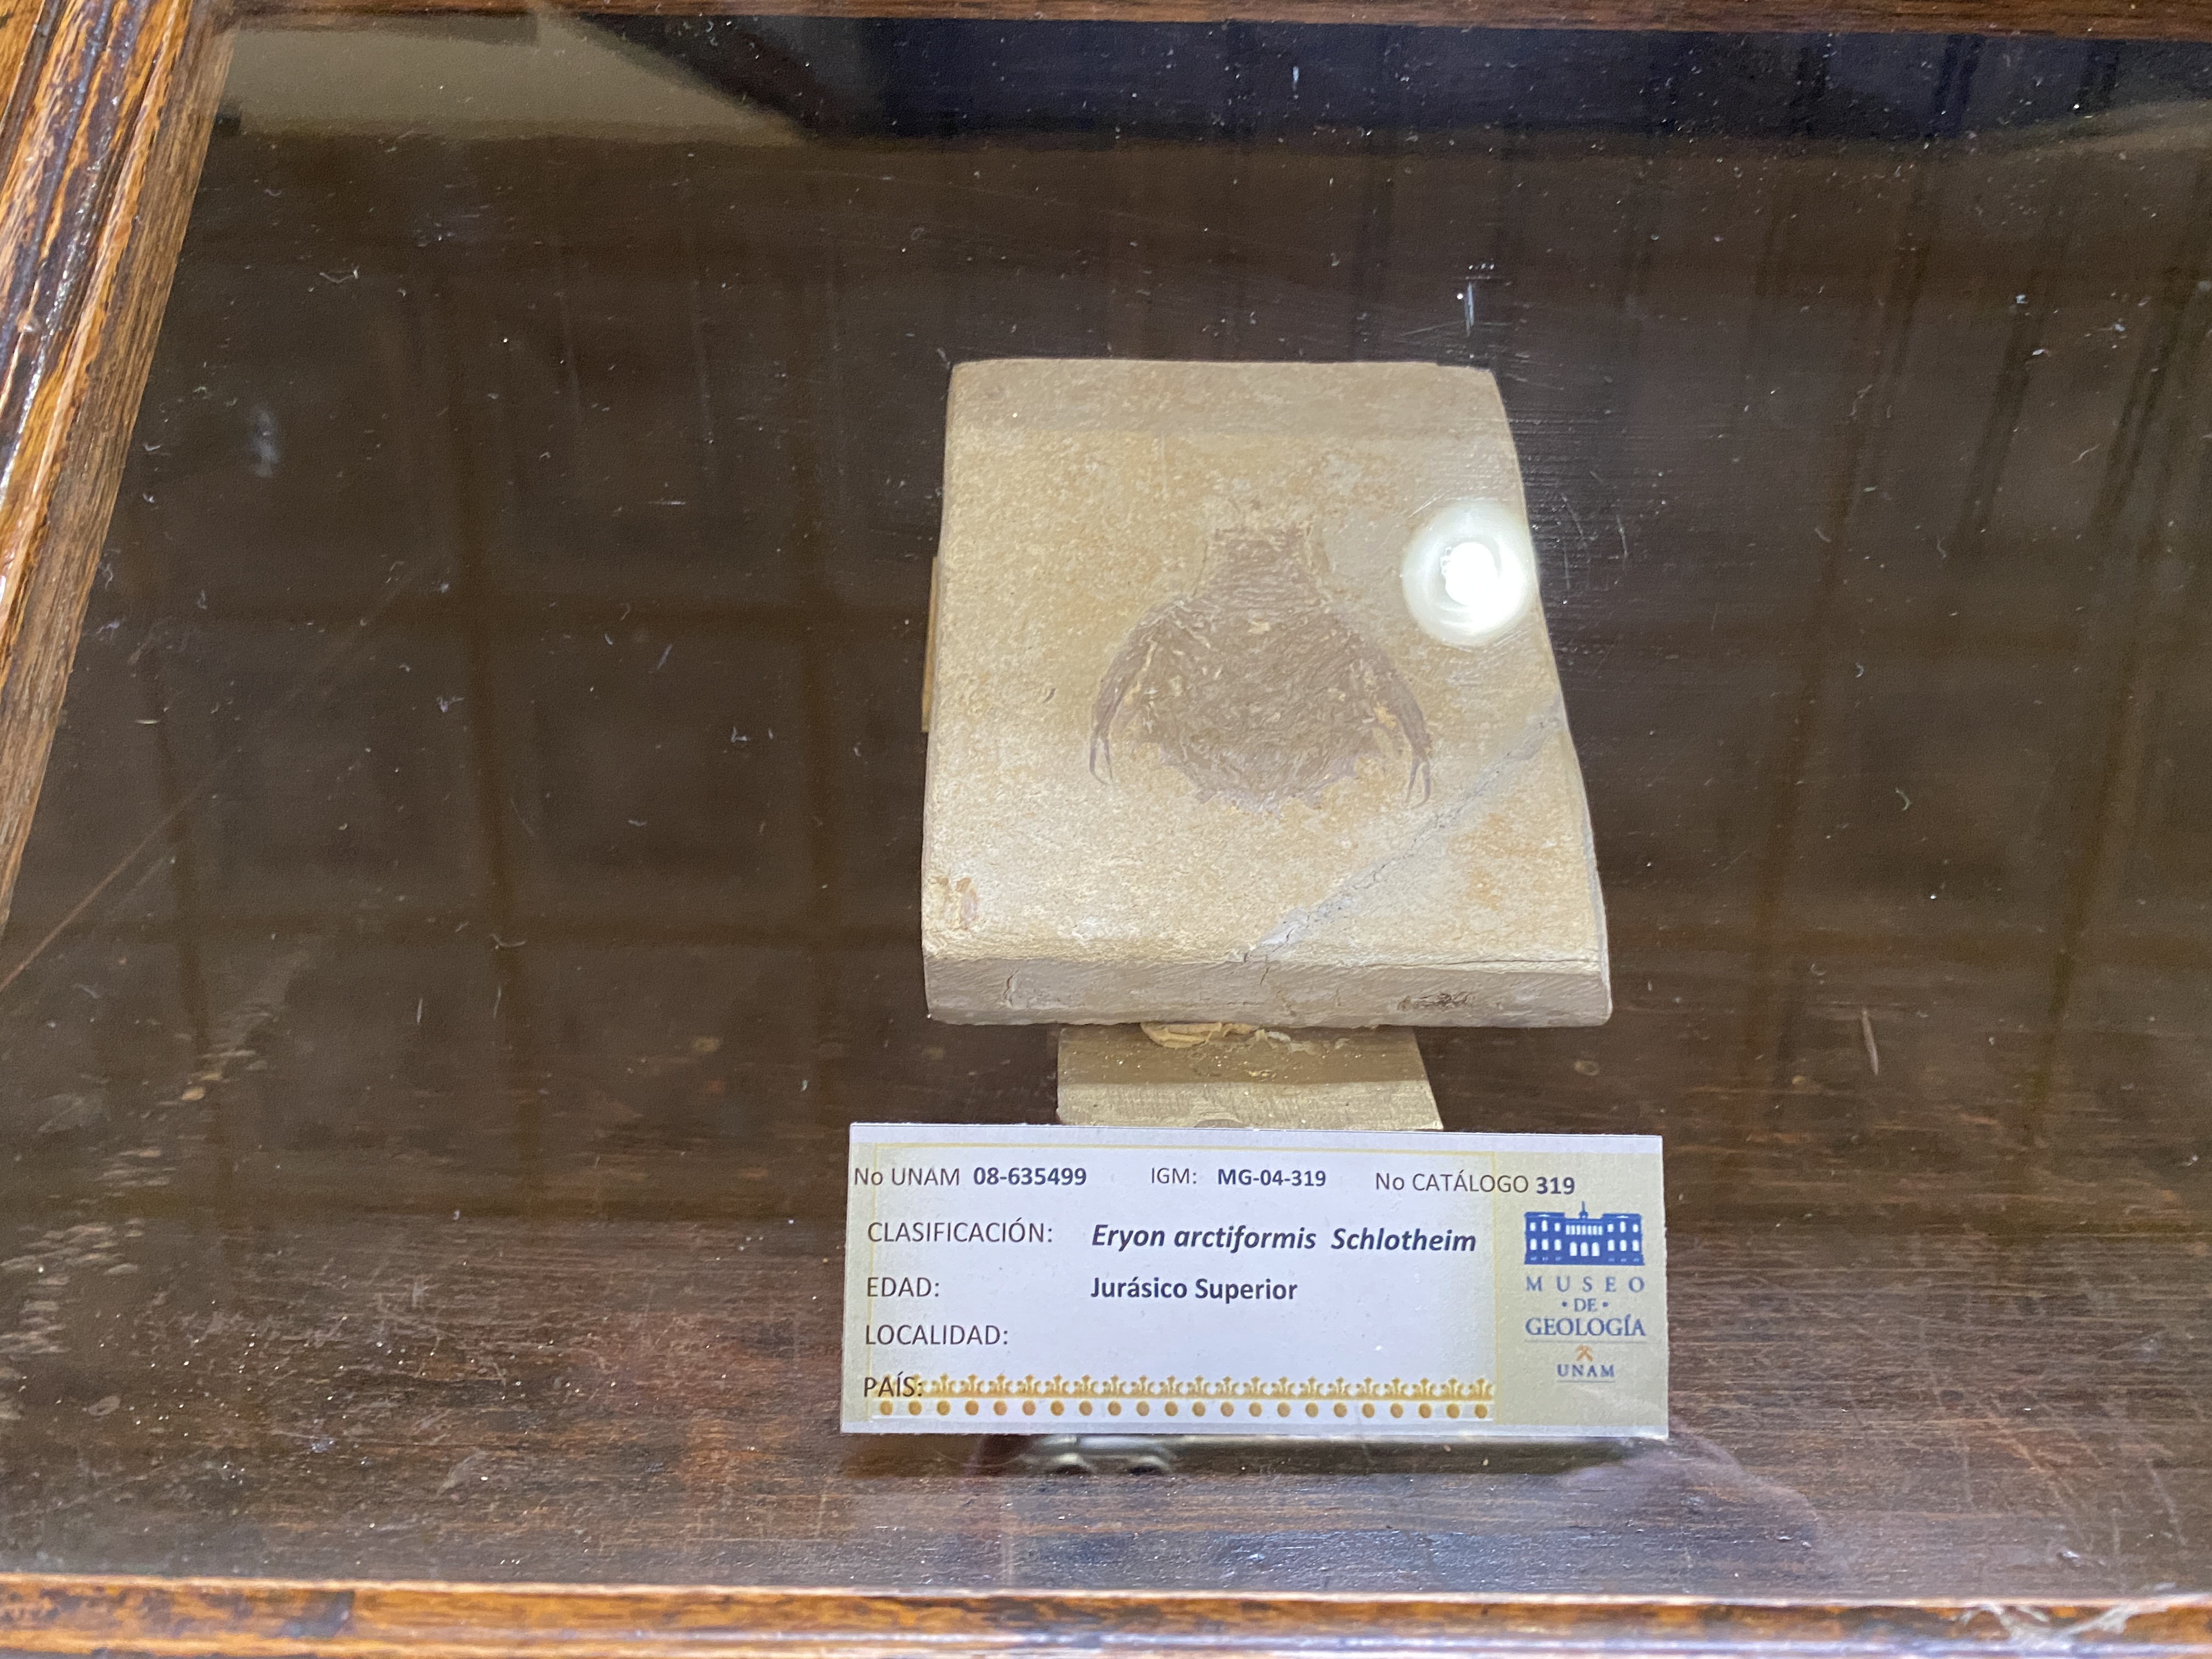 No UNAM 08-635499 IGM: MG-04-319 No CATÁLOGO 319
CLASIFICACIÓN: Eryon arctiformis Schlotheim
EDAD: Jurásico Superior
LOCALIDAD:
PAÍS:
MUSEO
• DE •
GEOLOGÍA
UNAM